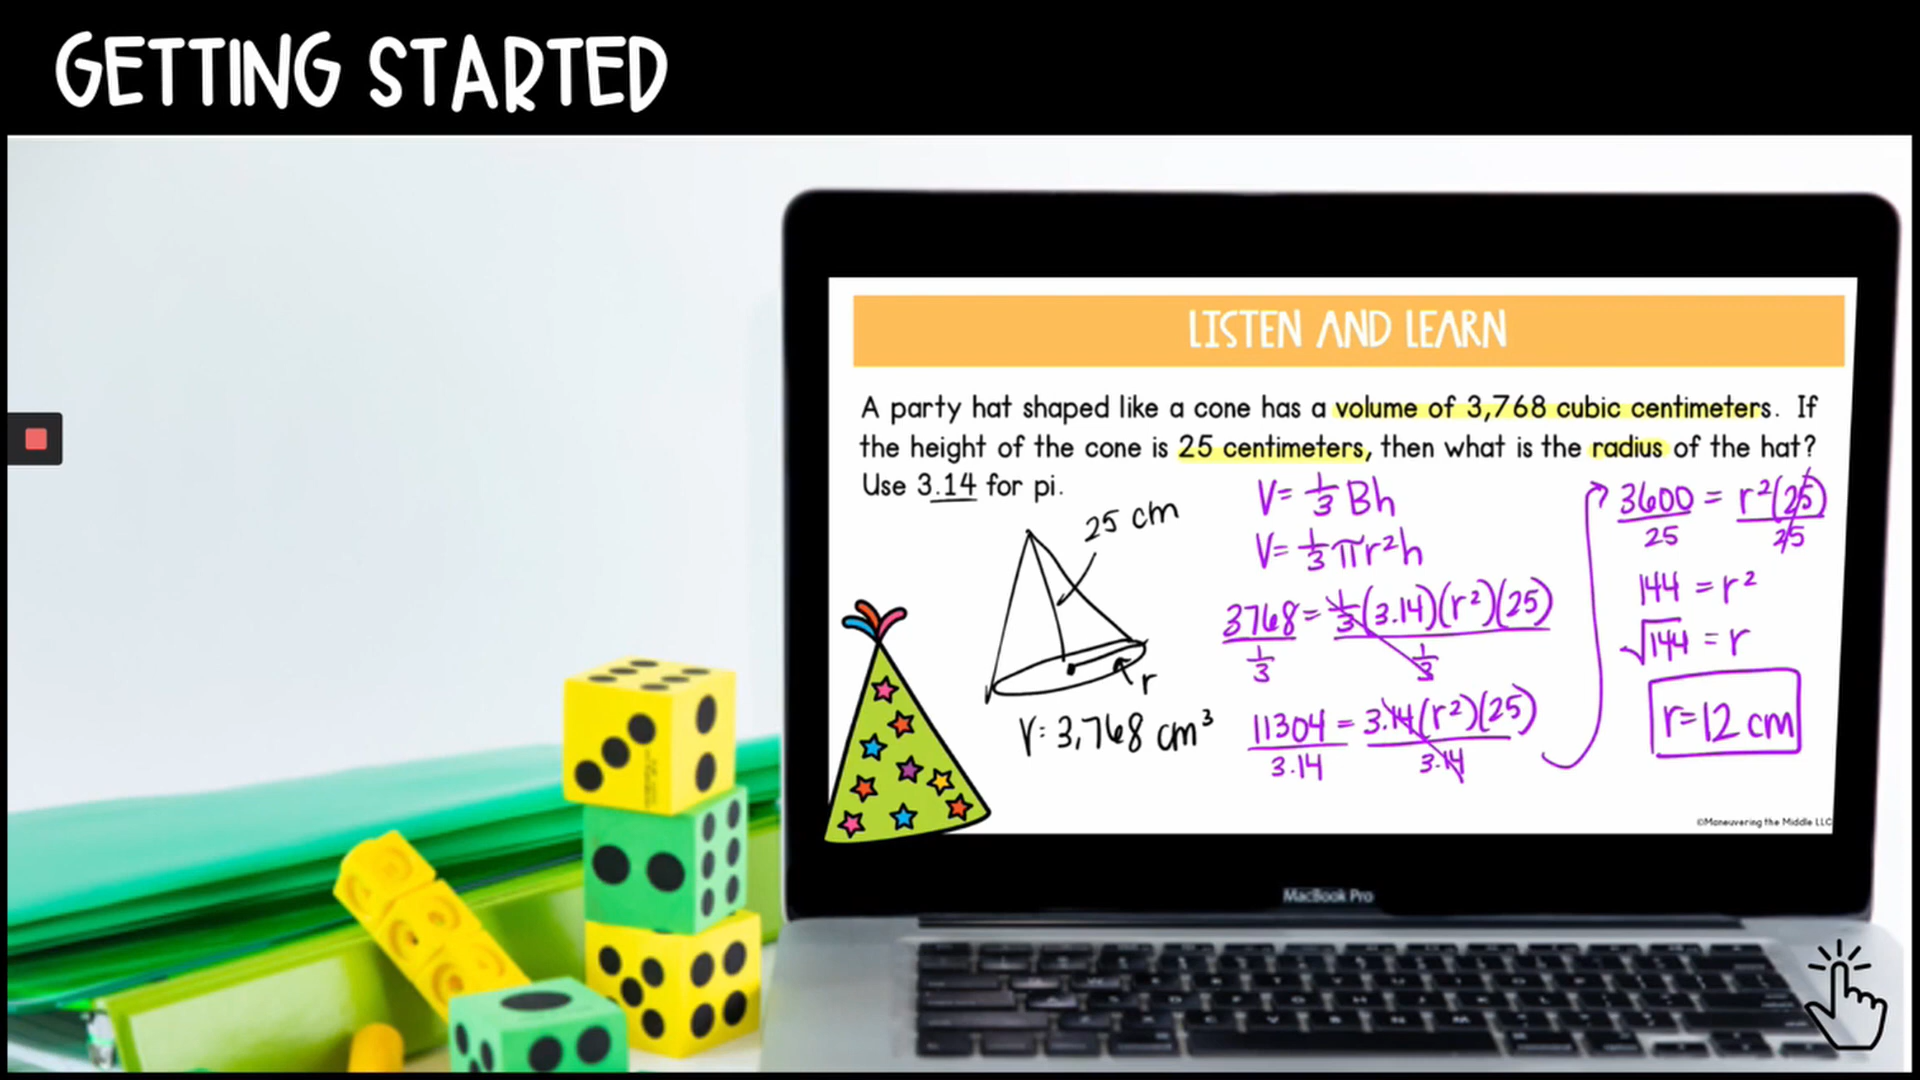 GETTING STARTED
LISTEN AND LEARN
A party hat shaped like a cone has a volume of 3,768 cubic centimeters. If
the height of the cone is 25 centimeters, then what is the radius of the hat?
Use 3.14 for pi.
25 cm
r
V= 3,768 cm³
V= 1/3 Bh
V= 1/3 πr²h
3768 = 1/3 (3.14)(r²)(25)
1/3 1/3
11304 = 3.14(r²)(25)
3.14 3.14
3600 = r²(25)
25 25
144 = r²
√144 = r
r=12 cm
©Maneuvering the Middle LLC
MacBook Pro